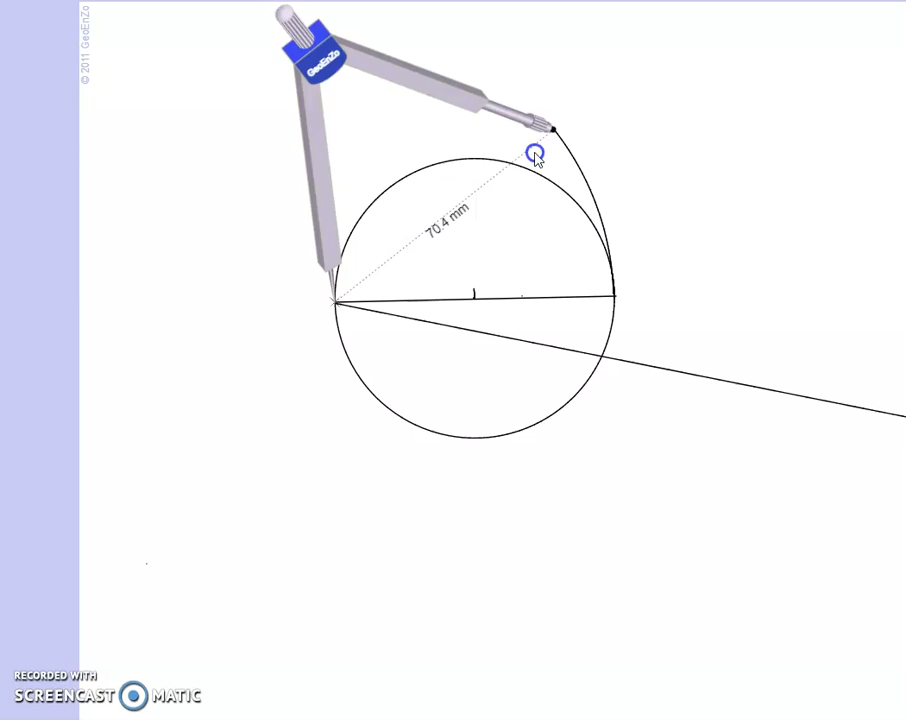 © 2011 GeoEnZo
GeoEnZo
70.4 mm
RECORDED WITH
SCREENCAST MATIC